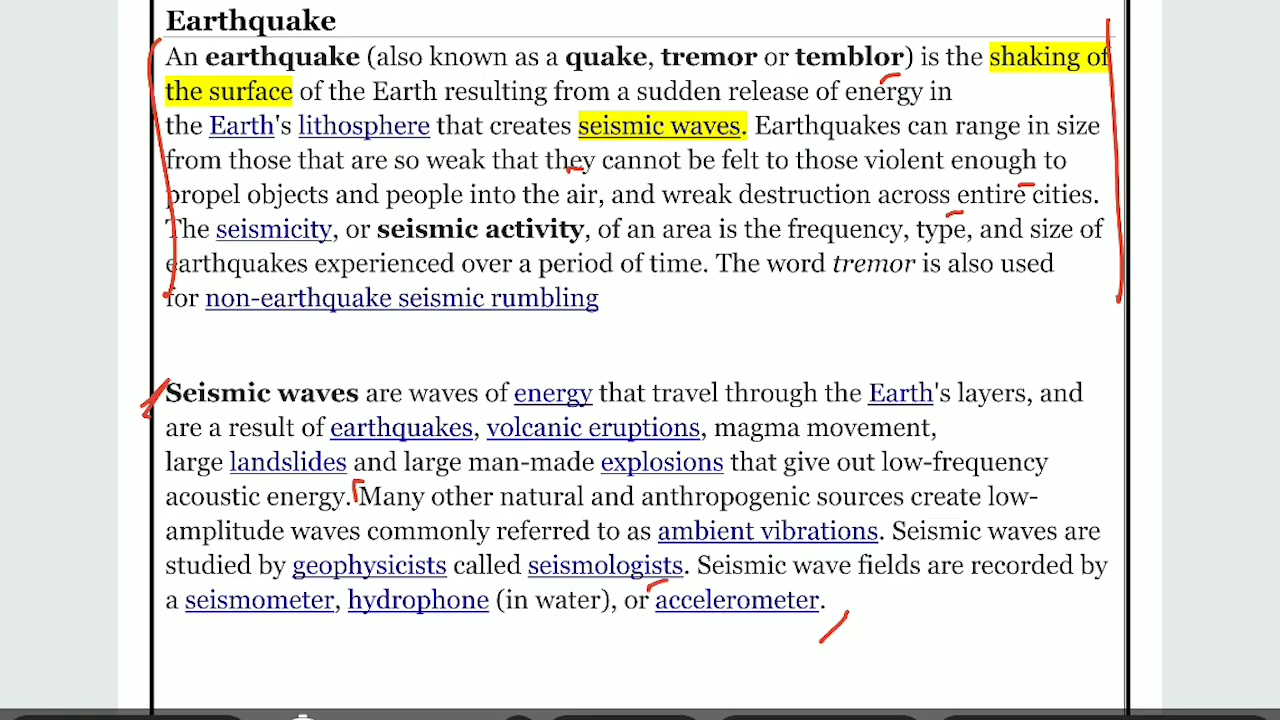 Earthquake
An earthquake (also known as a quake, tremor or temblor) is the shaking of
the surface of the Earth resulting from a sudden release of energy in
the Earth's lithosphere that creates seismic waves. Earthquakes can range in size
from those that are so weak that they cannot be felt to those violent enough to
propel objects and people into the air, and wreak destruction across entire cities.
The seismicity, or seismic activity, of an area is the frequency, type, and size of
earthquakes experienced over a period of time. The word tremor is also used
for non-earthquake seismic rumbling
Seismic waves are waves of energy that travel through the Earth's layers, and
are a result of earthquakes, volcanic eruptions, magma movement,
large landslides and large man-made explosions that give out low-frequency
acoustic energy. Many other natural and anthropogenic sources create low-
amplitude waves commonly referred to as ambient vibrations. Seismic waves are
studied by geophysicists called seismologists. Seismic wave fields are recorded by
a seismometer, hydrophone (in water), or accelerometer.